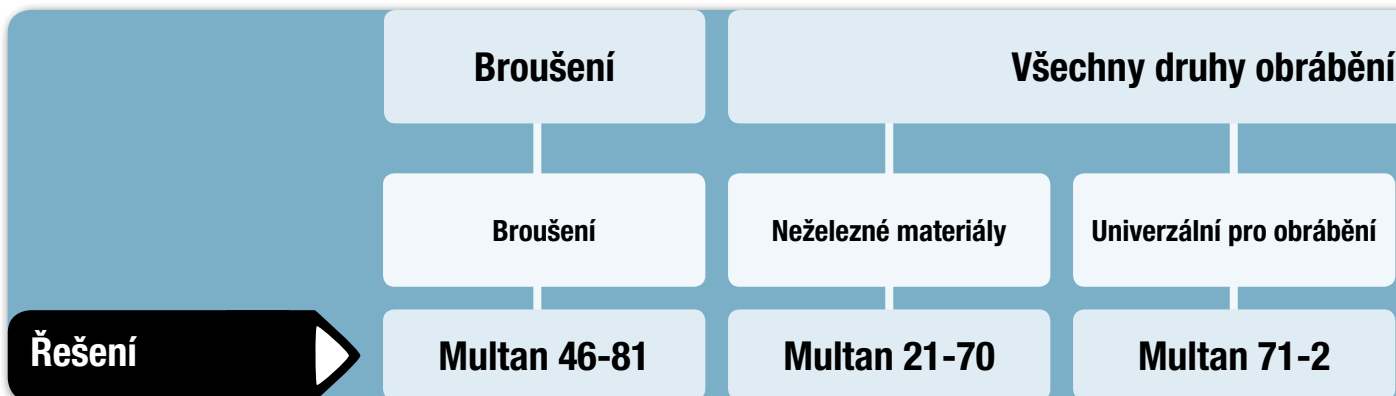 Broušení
Všechny druhy obrábění
Broušení
Neželezné materiály
Univerzální pro obrábění
Řešení
Multan 46-81
Multan 21-70
Multan 71-2